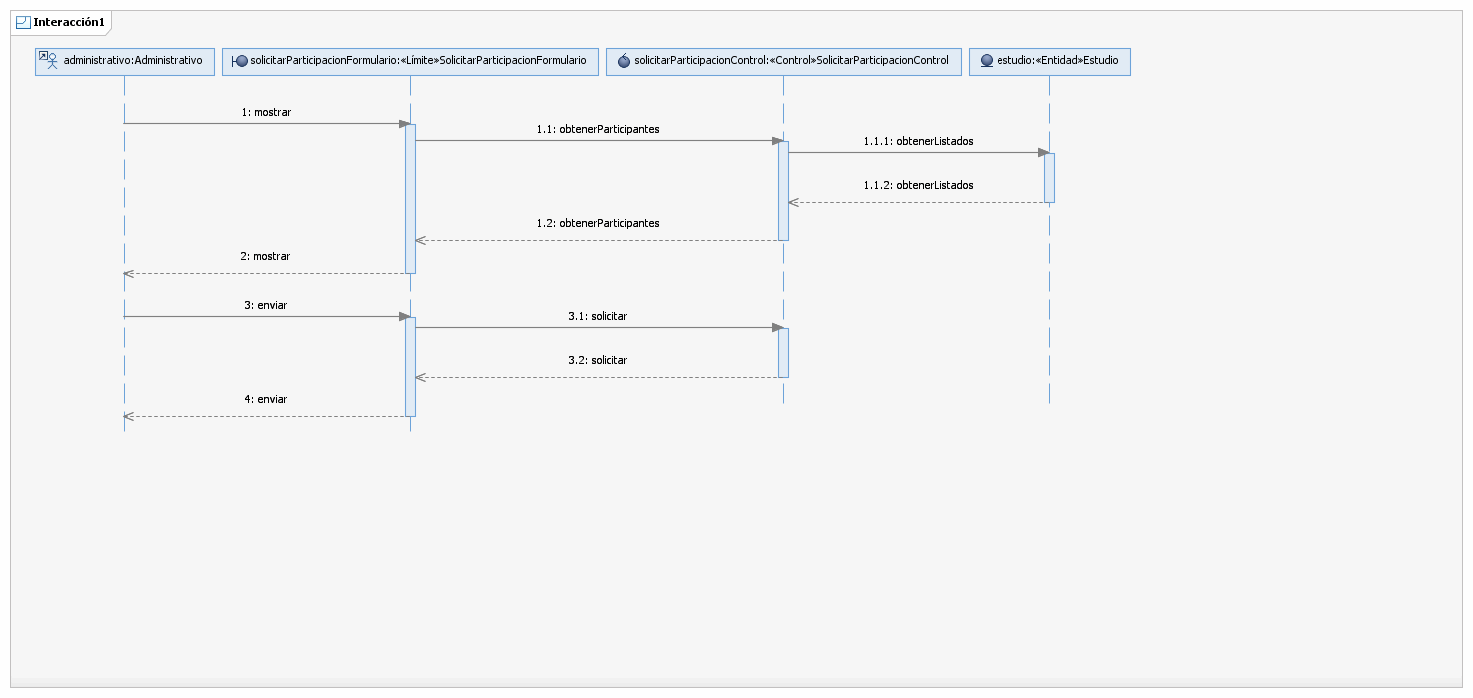 Interacción1
administrativo:Administrativo
solicitarParticipacionFormulario:«Límite»SolicitarParticipacionFormulario
solicitarParticipacionControl:«Control»SolicitarParticipacionControl
estudio:«Entidad»Estudio
1: mostrar
1.1: obtenerParticipantes
1.1.1: obtenerListados
1.1.2: obtenerListados
1.2: obtenerParticipantes
2: mostrar
3: enviar
3.1: solicitar
3.2: solicitar
4: enviar